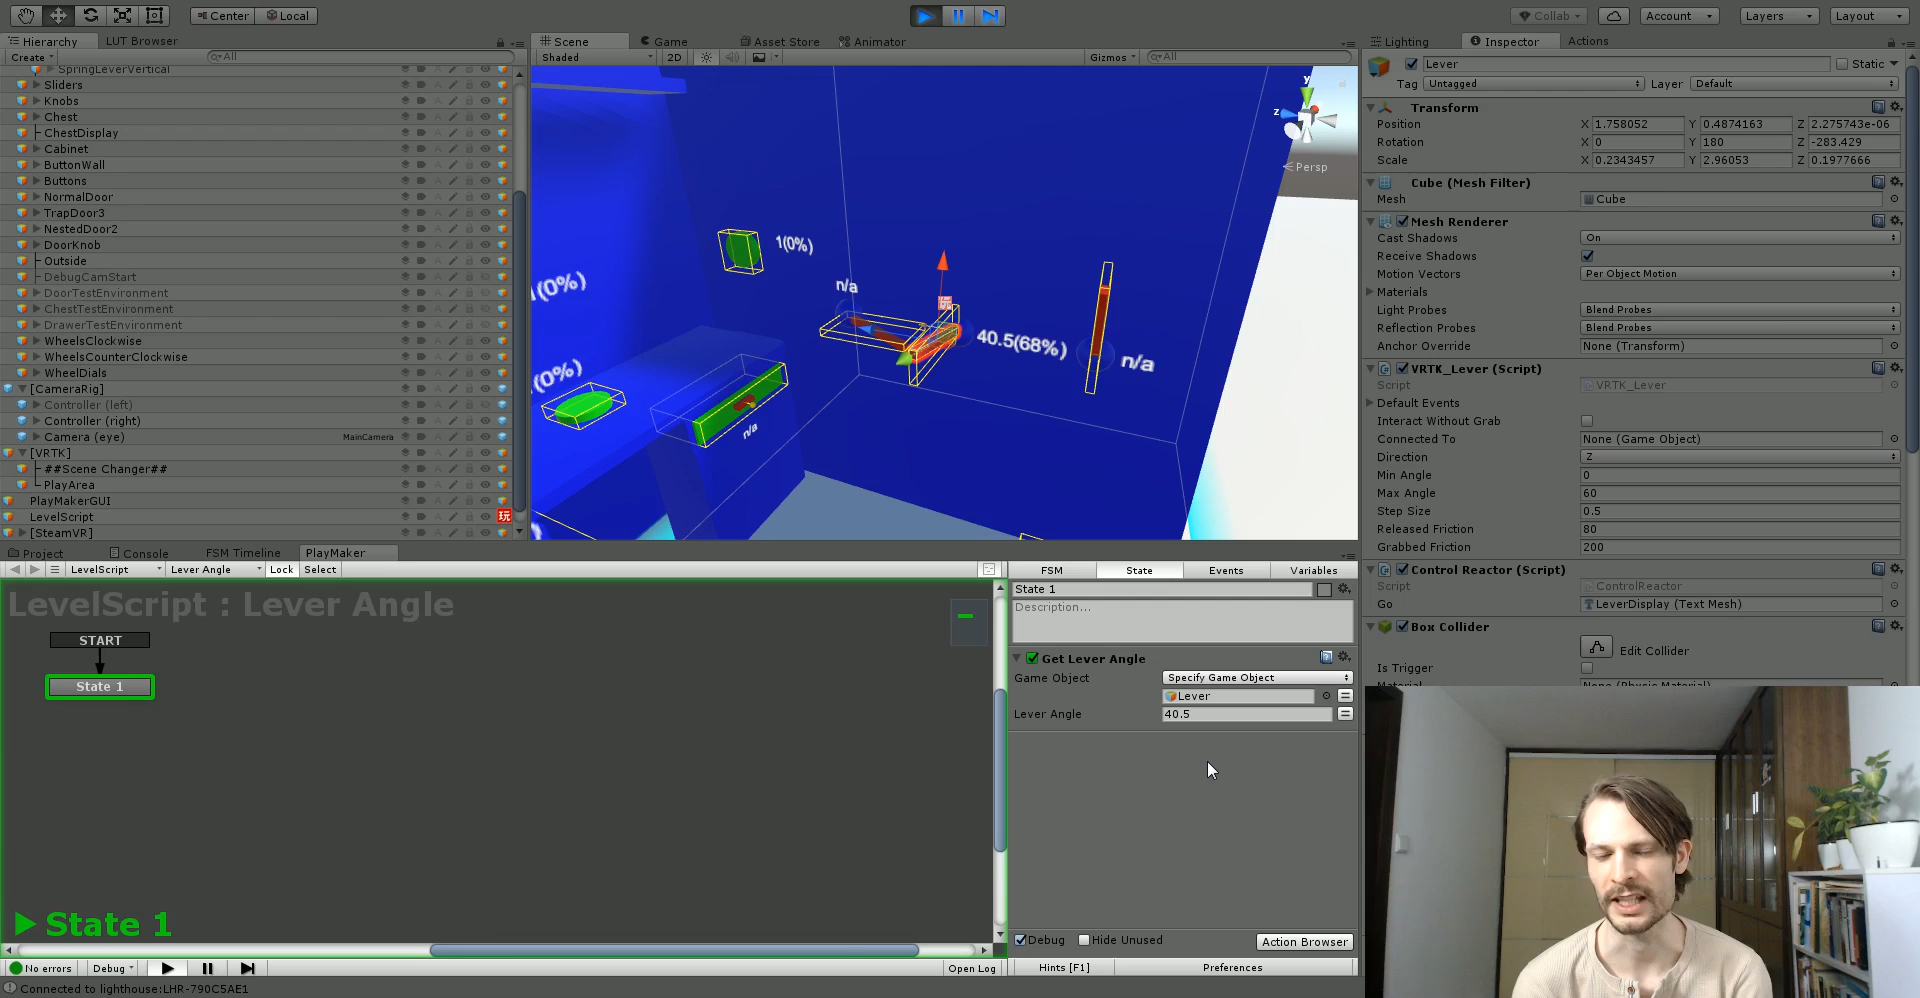 Center Local
Collab Account Layers Layout
Hierarchy LUT Browser
Create All
SpringLeverVertical
Sliders
Knobs
Chest
ChestDisplay
Cabinet
ButtonWall
Buttons
NormalDoor
TrapDoor3
NestedDoor2
DoorKnob
Outside
DebugCamStart
DoorTestEnvironment
ChestTestEnvironment
DrawerTestEnvironment
WheelsClockwise
WheelsCounterClockwise
WheelDials
[CameraRig]
Controller (left)
Controller (right)
Camera (eye) MainCamera
[VRTK]
##Scene Changer##
PlayArea
PlayMakerGUI
LevelScript 玩
[SteamVR]
Scene Game Asset Store Animator
Shaded 2D Gizmos All
y
z
Persp
1(0%)
(0%)
n/a
40.5(68%)
n/a
(0%)
n/a
Lighting Inspector Actions
Lever Static
Tag Untagged Layer Default
Transform
Position X 1.758052 Y 0.4874163 Z 2.275743e-06
Rotation X 0 Y 180 Z -283.429
Scale X 0.2343457 Y 2.96053 Z 0.1977666
Cube (Mesh Filter)
Mesh Cube
Mesh Renderer
Cast Shadows On
Receive Shadows
Motion Vectors Per Object Motion
Materials
Light Probes Blend Probes
Reflection Probes Blend Probes
Anchor Override None (Transform)
VRTK_Lever (Script)
Script VRTK_Lever
Default Events
Interact Without Grab
Connected To None (Game Object)
Direction Z
Min Angle 0
Max Angle 60
Step Size 0.5
Released Friction 80
Grabbed Friction 200
Control Reactor (Script)
Script ControlReactor
Go LeverDisplay (Text Mesh)
Box Collider
Edit Collider
Is Trigger
Material None (Physic Material)
Project Console FSM Timeline PlayMaker
LevelScript Lever Angle Lock Select
LevelScript : Lever Angle
START
State 1
State 1
No errors Debug Open Log
Connected to lighthouse:LHR-790C5AE1
FSM State Events Variables
State 1
Description...
Get Lever Angle
Game Object Specify Game Object
Lever
Lever Angle 40.5
Debug Hide Unused Action Browser
Hints [F1] Preferences